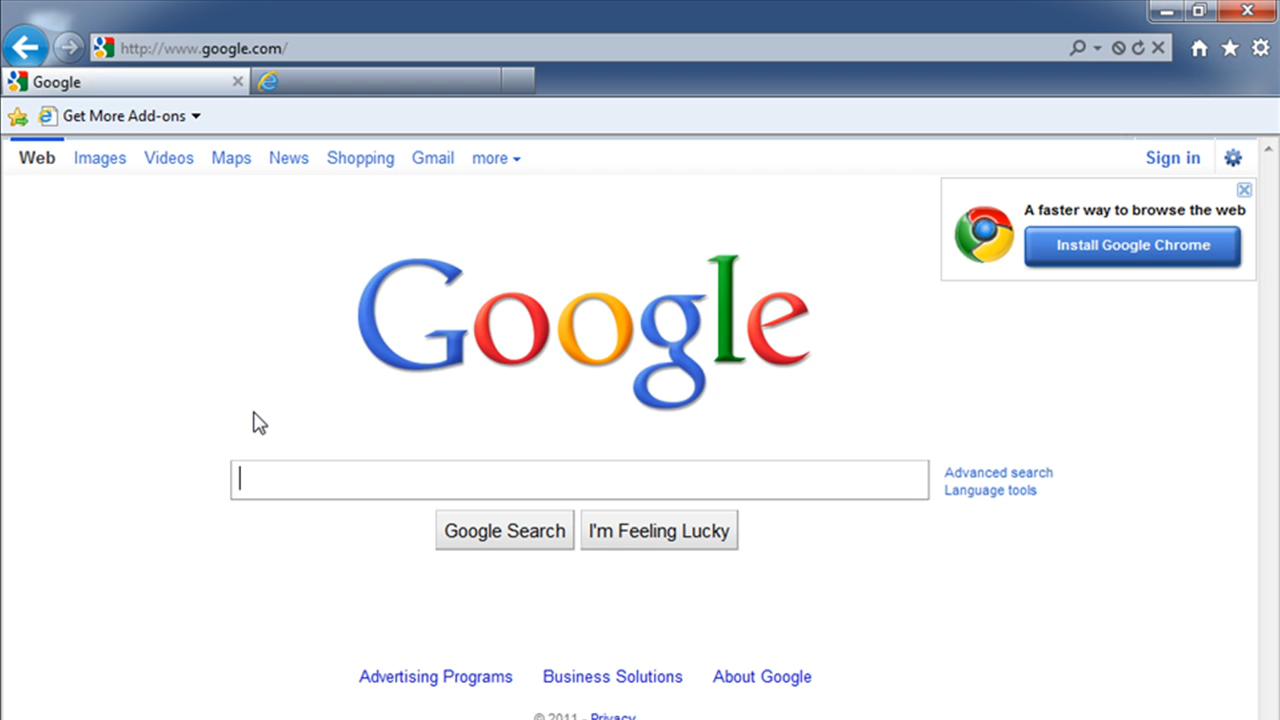 http://www.google.com/
Google
Get More Add-ons
Web Images Videos Maps News Shopping Gmail more Sign in
A faster way to browse the web
Install Google Chrome
Google
Advanced search
Language tools
Google Search I'm Feeling Lucky
Advertising Programs Business Solutions About Google
© 2011 - Privacy